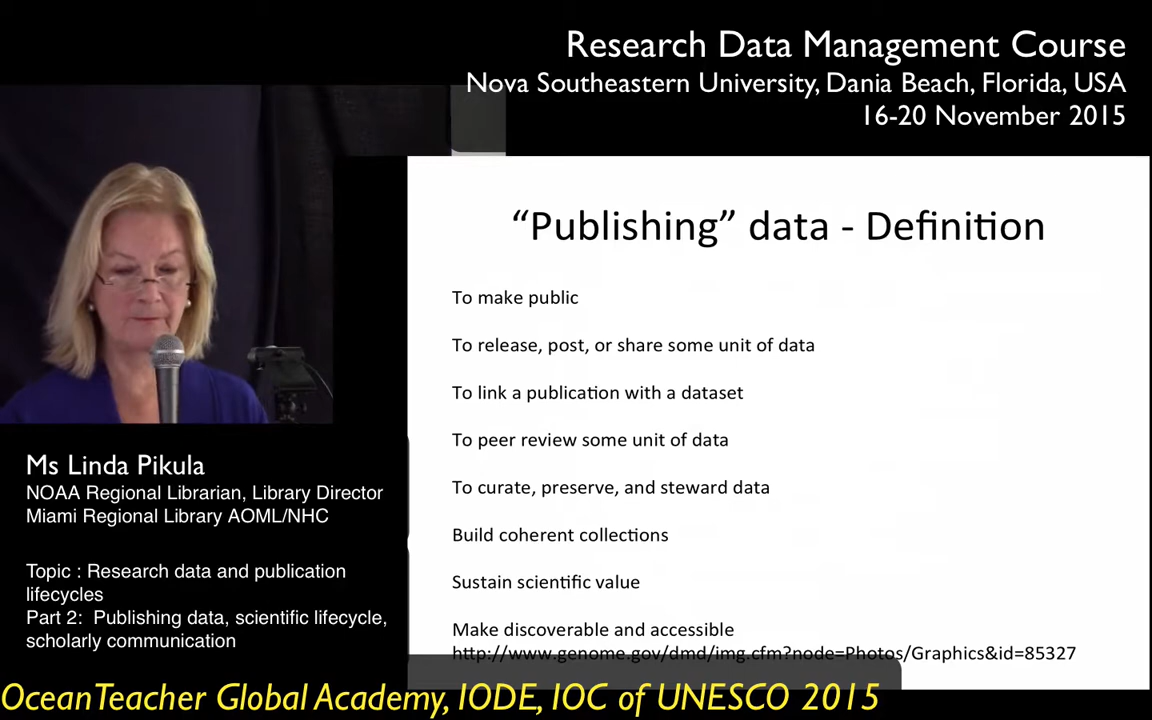 Research Data Management Course
Nova Southeastern University, Dania Beach, Florida, USA
16-20 November 2015
“Publishing” data - Definition
To make public
To release, post, or share some unit of data
To link a publication with a dataset
To peer review some unit of data
To curate, preserve, and steward data
Build coherent collections
Sustain scientific value
Make discoverable and accessible
http://www.genome.gov/dmd/img.cfm?node=Photos/Graphics&id=85327
Ms Linda Pikula
NOAA Regional Librarian, Library Director
Miami Regional Library AOML/NHC
Topic : Research data and publication
lifecycles
Part 2:  Publishing data, scientific lifecycle,
scholarly communication
OceanTeacher Global Academy, IODE, IOC of UNESCO 2015